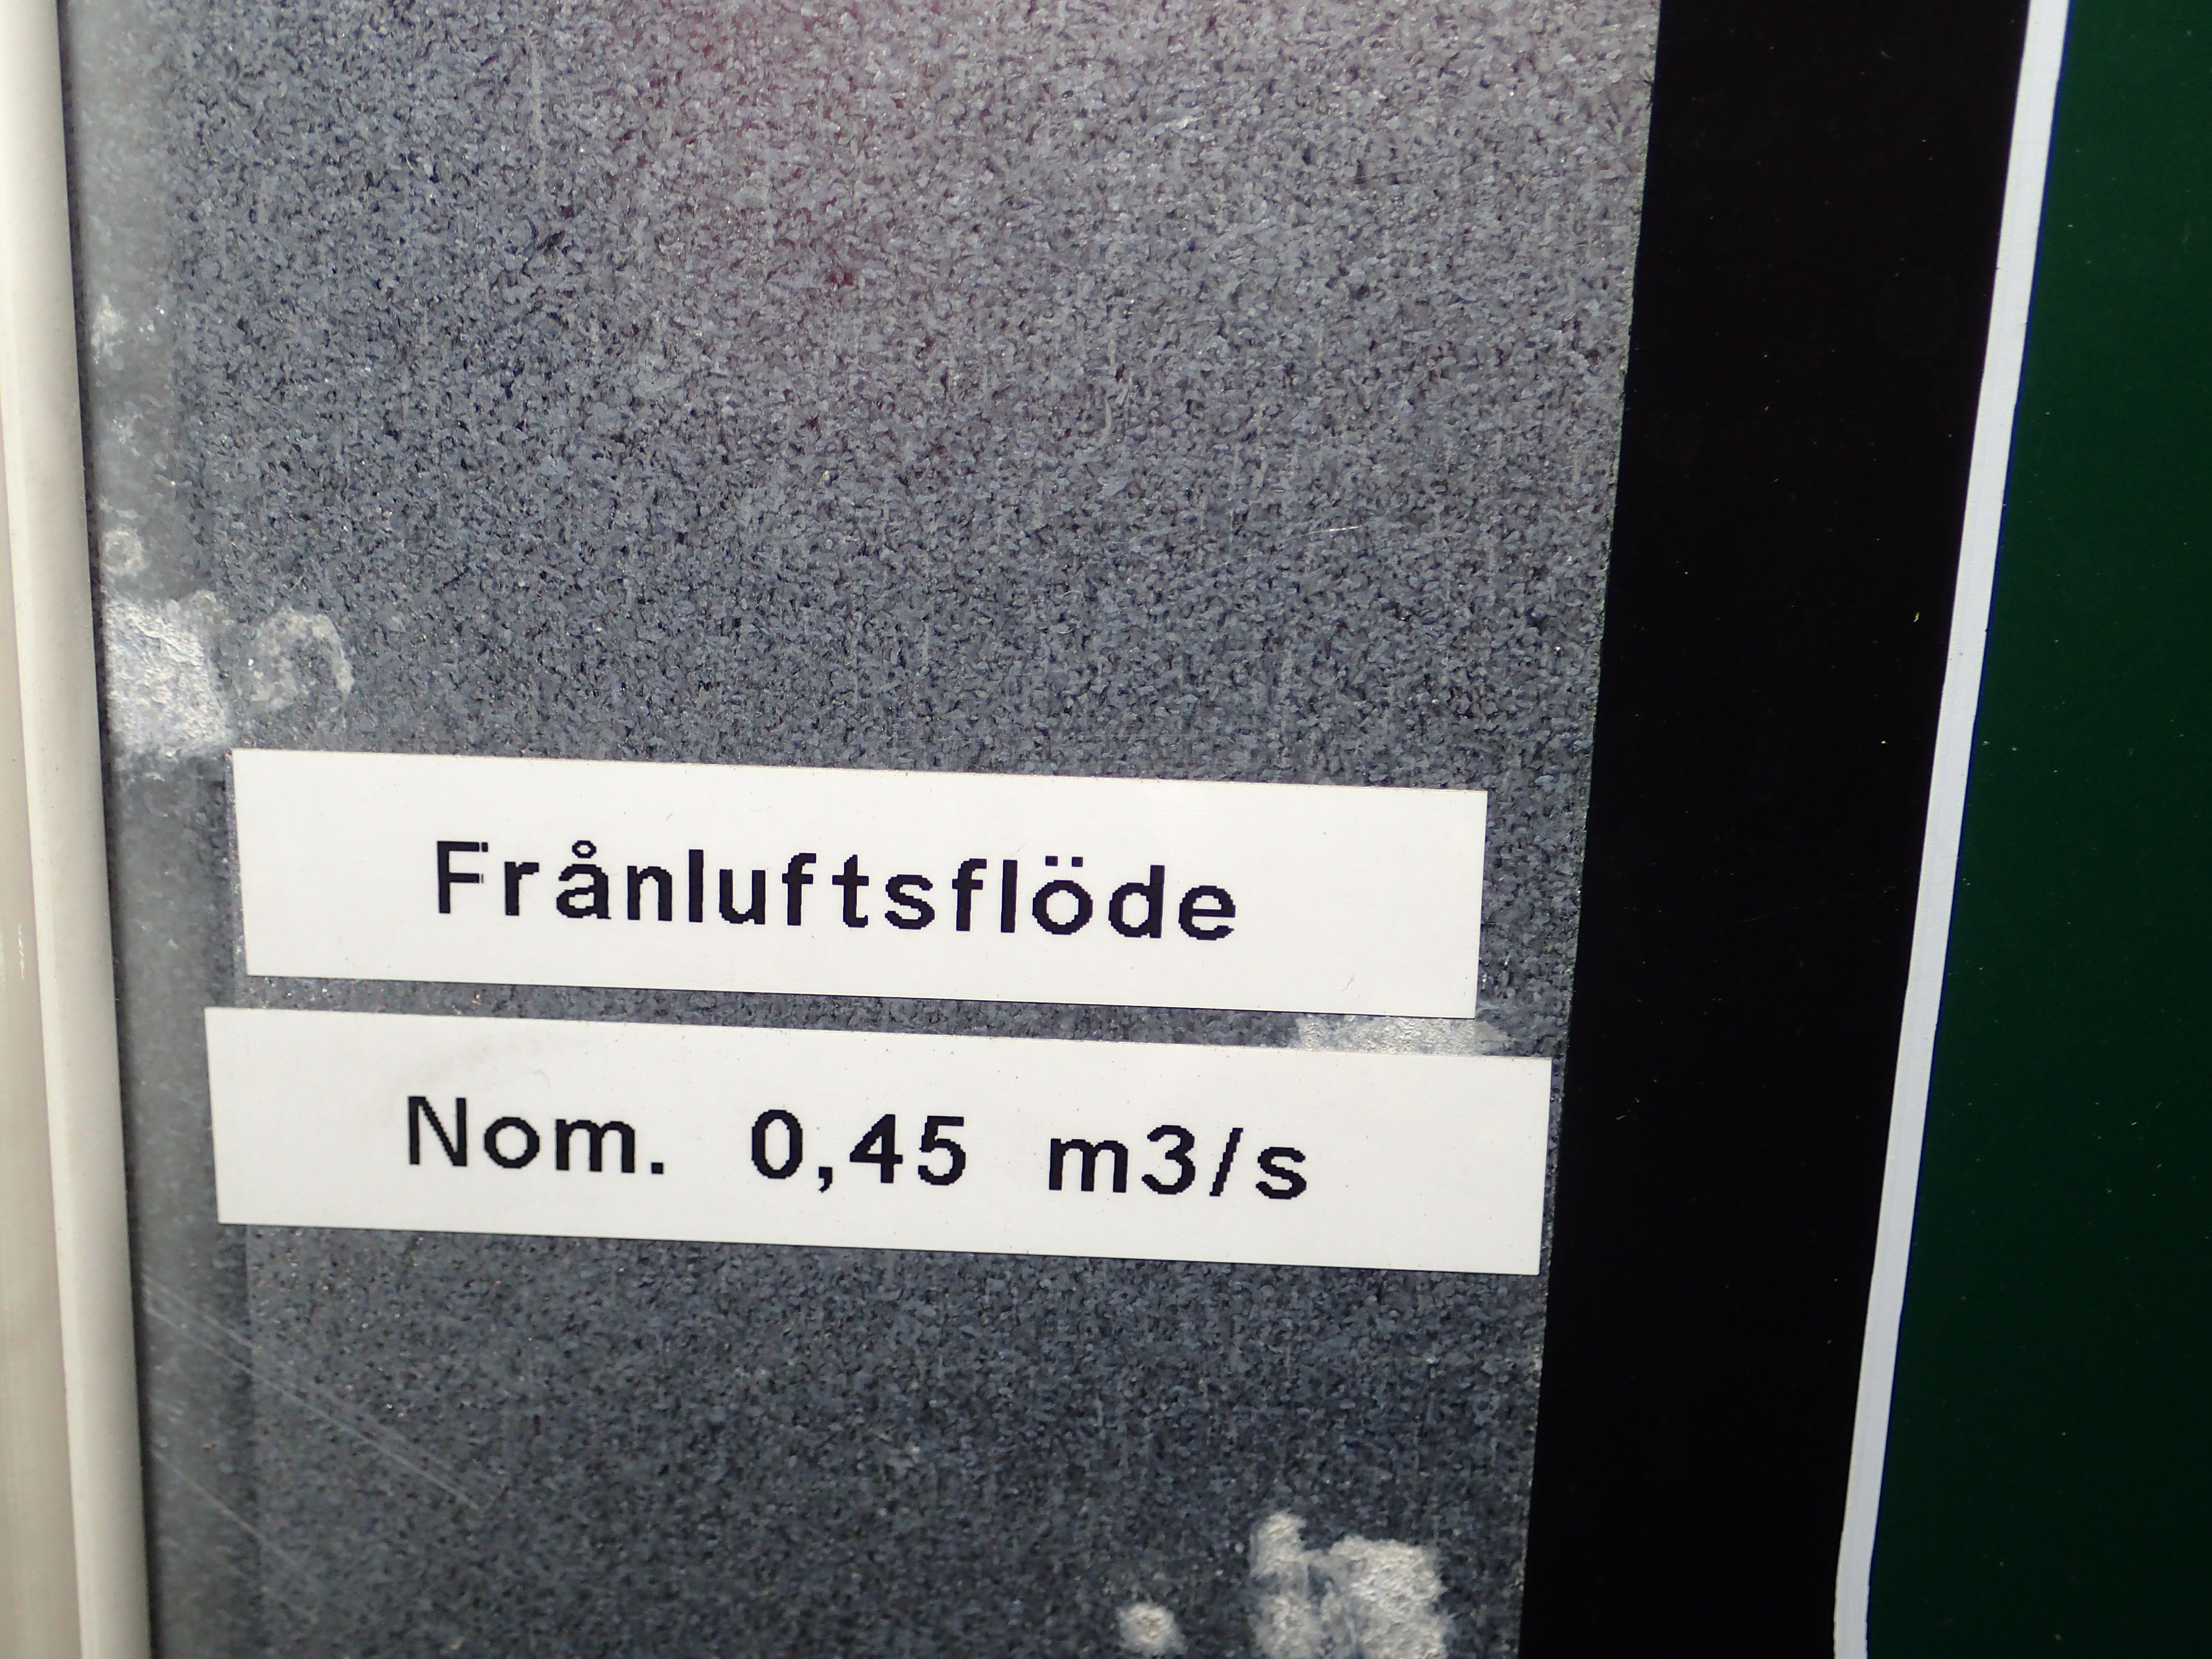 Frånluftsflöde
Nom. 0,45 m3/s